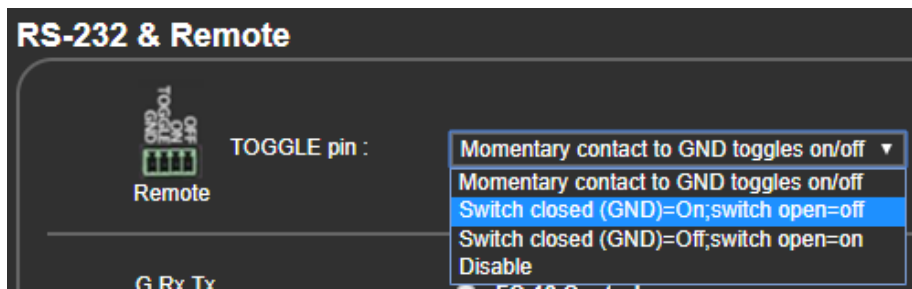 RS-232 & Remote
GND
TOGGLE
ON
OFF
TOGGLE pin :
Momentary contact to GND toggles on/off
Remote
Momentary contact to GND toggles on/off
Switch closed (GND)=On;switch open=off
Switch closed (GND)=Off;switch open=on
Disable
G Rx Tx